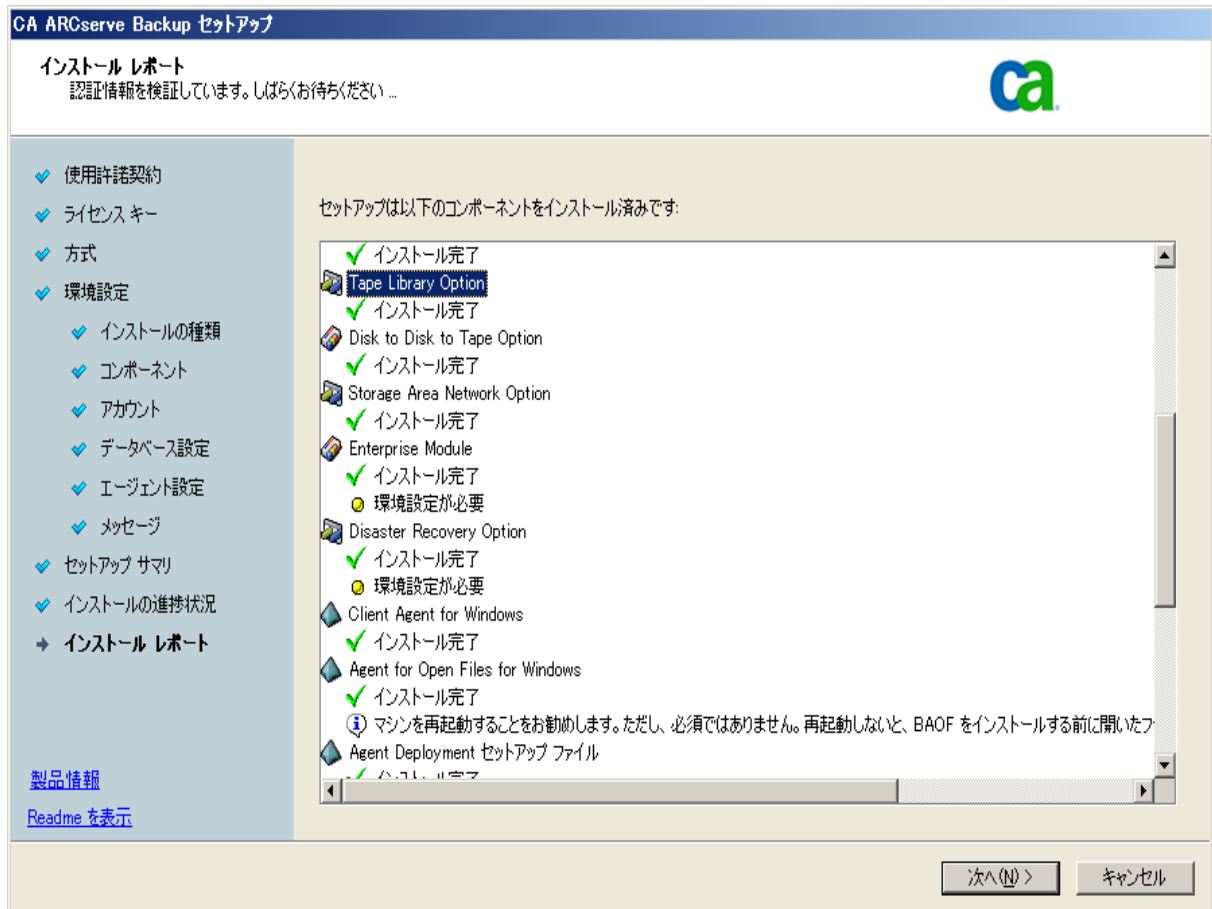 CA ARCserve Backup セットアップ
インストール レポート
認証情報を検証しています。しばらくお待ちください ...
ca
使用許諾契約
ライセンス キー
方式
環境設定
インストールの種類
コンポーネント
アカウント
データベース設定
エージェント設定
メッセージ
セットアップ サマリ
インストールの進捗状況
インストール レポート
製品情報
Readme を表示
セットアップは以下のコンポーネントをインストール済みです:
インストール完了
Tape Library Option
インストール完了
Disk to Disk to Tape Option
インストール完了
Storage Area Network Option
インストール完了
Enterprise Module
インストール完了
環境設定が必要
Disaster Recovery Option
インストール完了
環境設定が必要
Client Agent for Windows
インストール完了
Agent for Open Files for Windows
インストール完了
マシンを再起動することをお勧めします。ただし、必須ではありません。再起動しないと、BAOF をインストールする前に開いたフ
Agent Deployment セットアップ ファイル
インストール完了
次へ(N) >
キャンセル